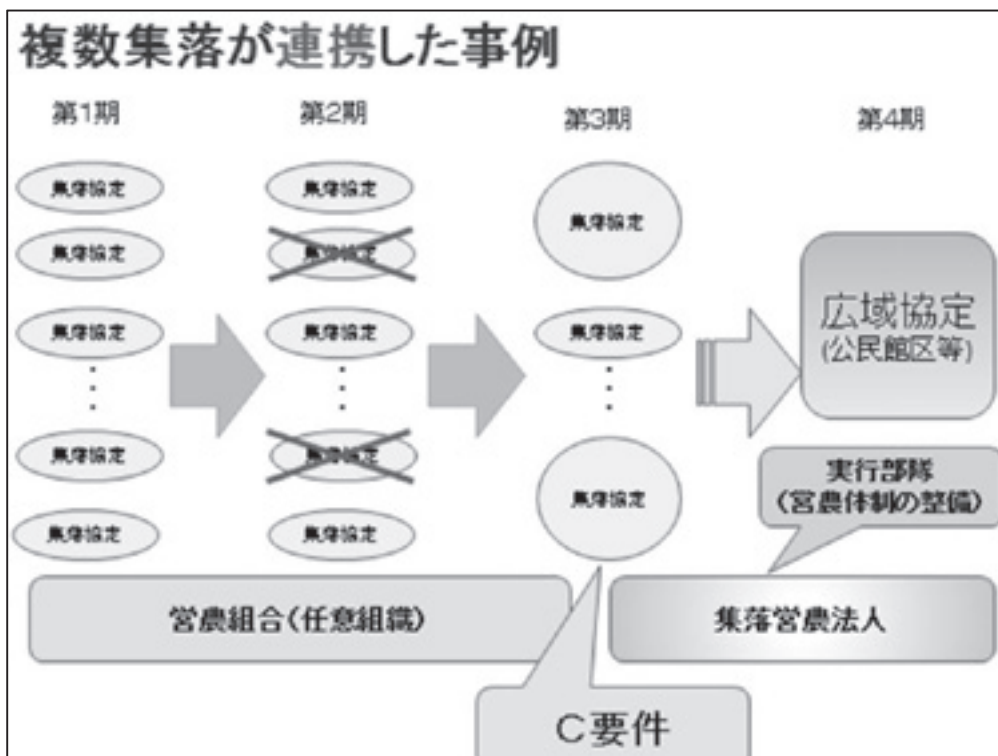 複数集落が連携した事例
第1期
第2期
第3期
第4期
集落協定
集落協定
集落協定
集落協定
集落協定
集落協定
集落協定
集落協定
集落協定
集落協定
集落協定
集落協定
集落協定
広域協定
(公民館区等)
実行部隊
(営農体制の整備)
営農組合(任意組織)
集落営農法人
C要件